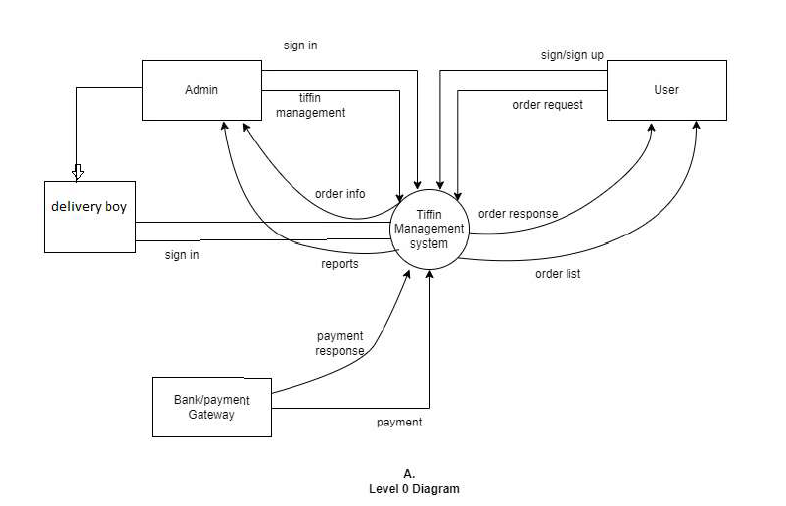 sign in
sign/sign up
Admin
tiffin
management
User
order request
delivery boy
order info
Tiffin
Management
system
order response
sign in
reports
order list
payment
response
Bank/payment
Gateway
payment
A.
Level 0 Diagram